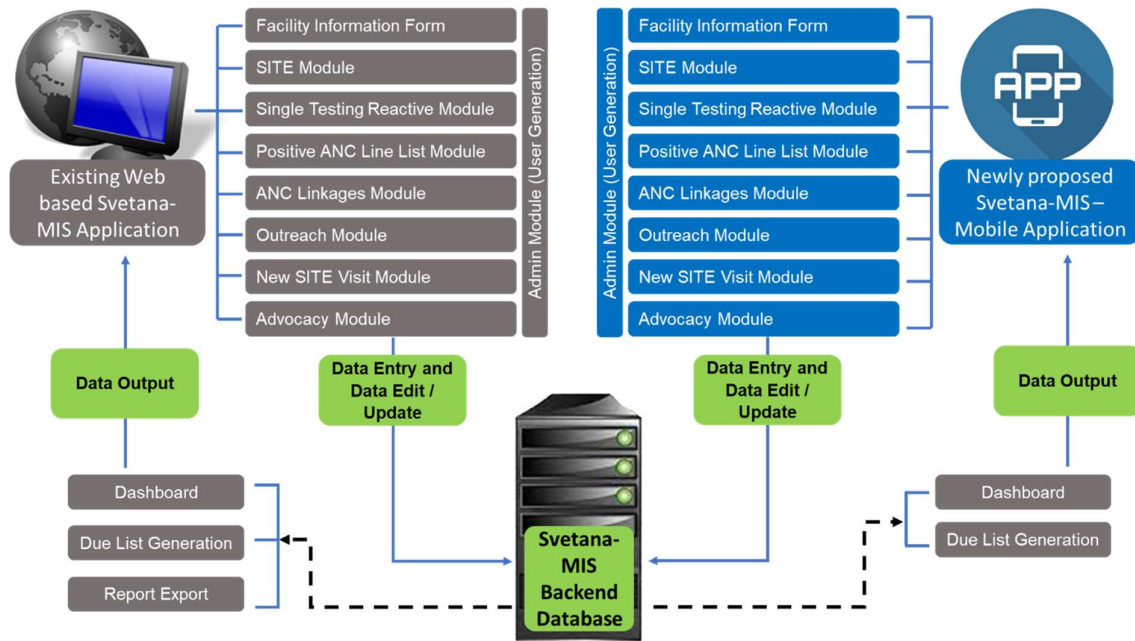 Facility Information Form
SITE Module
Single Testing Reactive Module
Positive ANC Line List Module
ANC Linkages Module
Outreach Module
New SITE Visit Module
Advocacy Module
Admin Module (User Generation)
Existing Web
based Svetana-
MIS Application
Admin Module (User Generation)
Facility Information Form
SITE Module
Single Testing Reactive Module
Positive ANC Line List Module
ANC Linkages Module
Outreach Module
New SITE Visit Module
Advocacy Module
APP
Newly proposed
Svetana-MIS –
Mobile Application
Data Output
Data Entry and
Data Edit /
Update
Data Entry and
Data Edit /
Update
Data Output
Dashboard
Due List Generation
Report Export
Svetana-
MIS
Backend
Database
Dashboard
Due List Generation